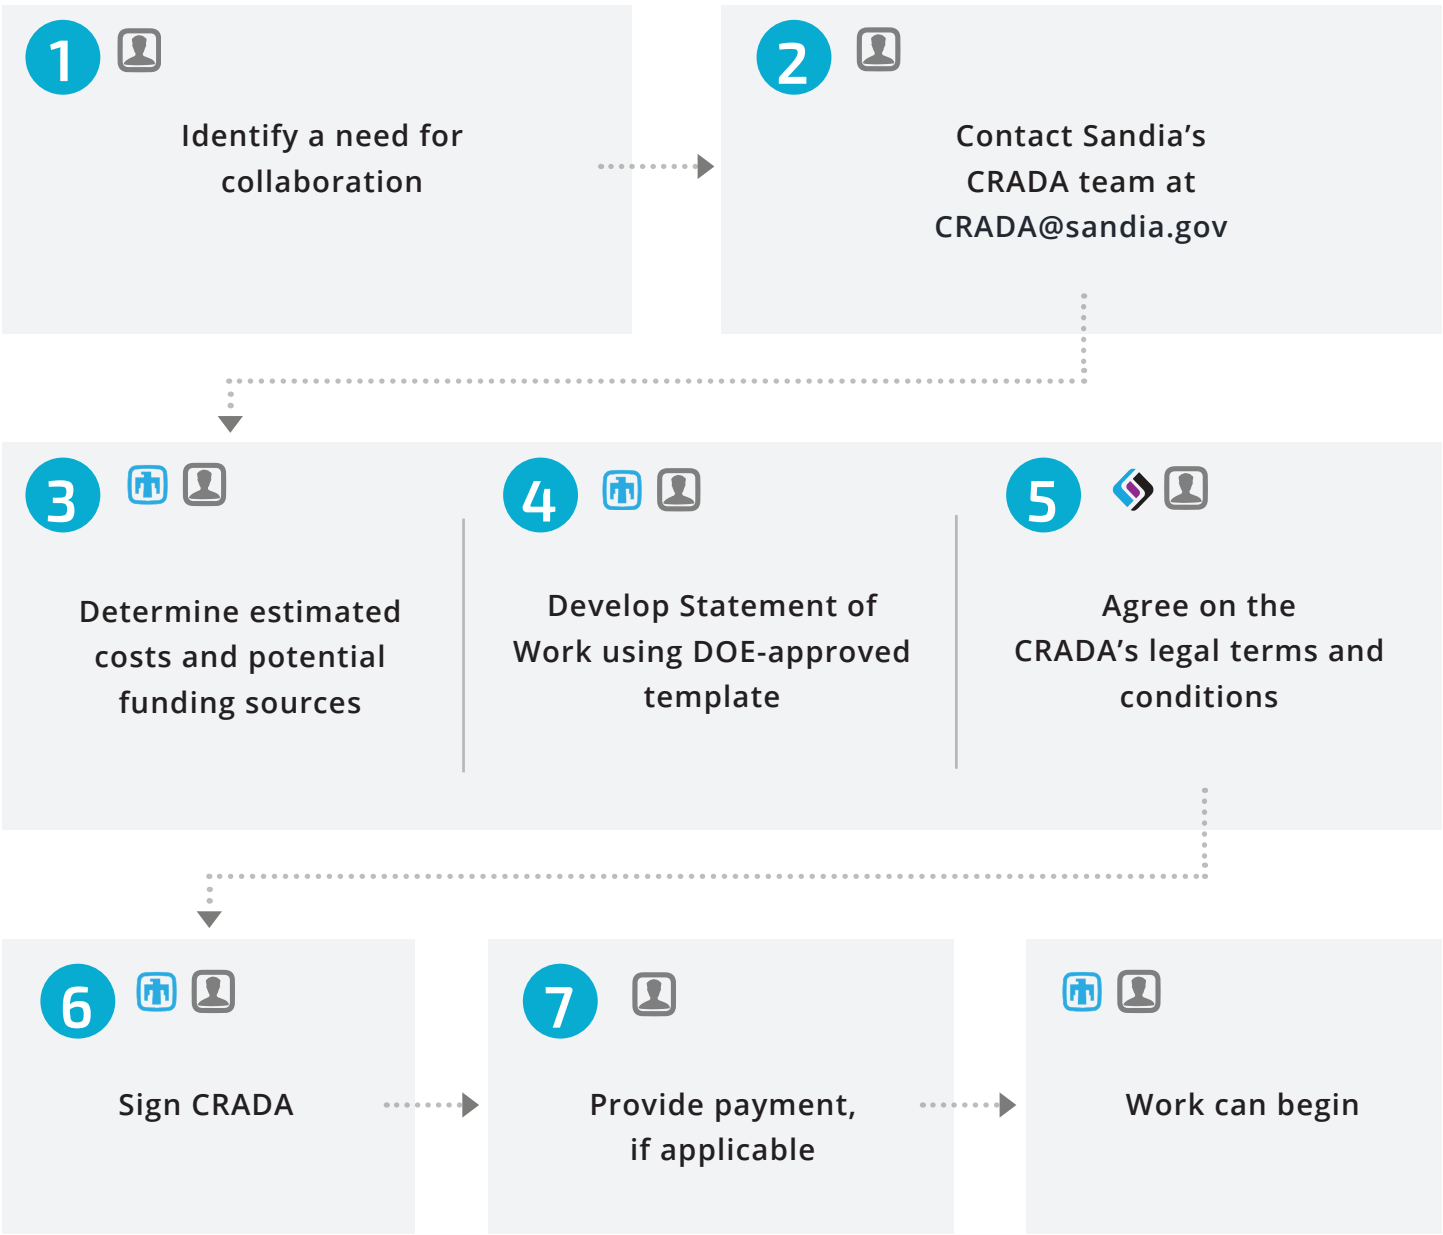 1
Identify a need for
collaboration
2
Contact Sandia’s
CRADA team at
CRADA@sandia.gov
3
Determine estimated
costs and potential
funding sources
4
Develop Statement of
Work using DOE-approved
template
5
Agree on the
CRADA’s legal terms and
conditions
6
Sign CRADA
7
Provide payment,
if applicable
Work can begin